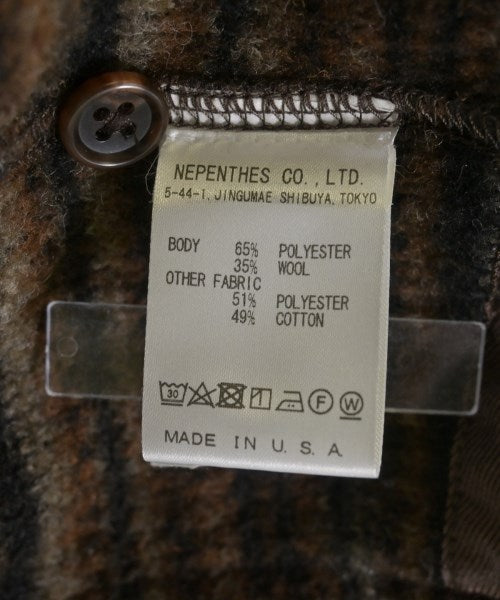 NEPENTHES CO., LTD.
5-44-1, JINGUMAE SHIBUYA, TOKYO
BODY 65% POLYESTER
35% WOOL
OTHER FABRIC
51% POLYESTER
49% COTTON
30 F W
MADE IN U.S.A.